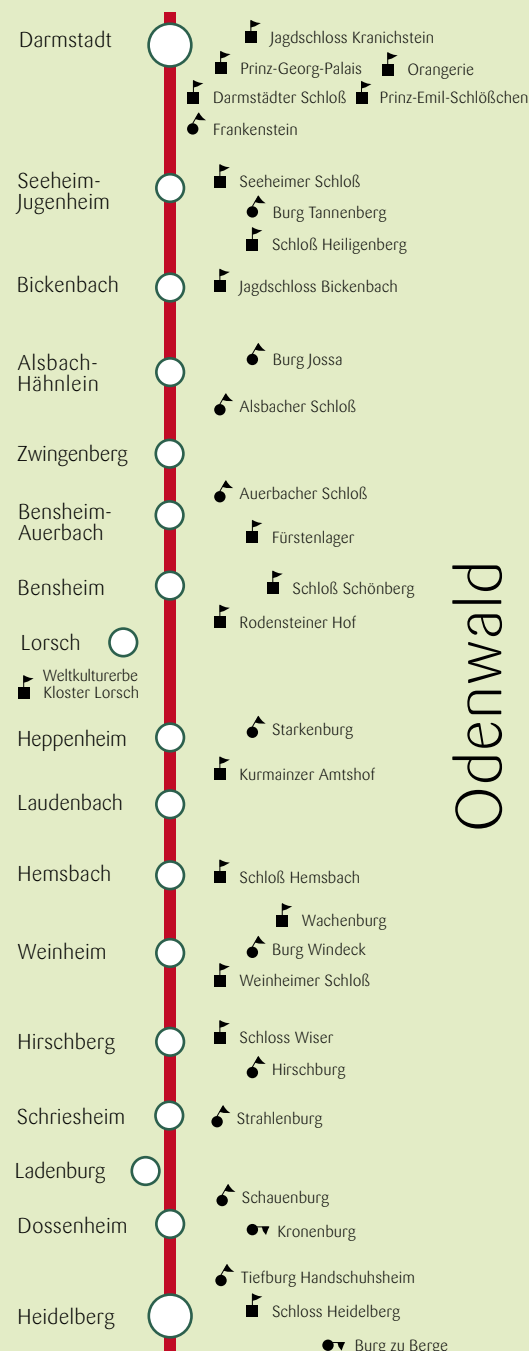 Darmstadt
Jagdschloss Kranichstein
Prinz-Georg-Palais
Orangerie
Darmstädter Schloß
Prinz-Emil-Schlößchen
Frankenstein
Seeheim-
Jugenheim
Seeheimer Schloß
Burg Tannenberg
Schloß Heiligenberg
Bickenbach
Jagdschloss Bickenbach
Alsbach-
Hähnlein
Burg Jossa
Alsbacher Schloß
Zwingenberg
Bensheim-
Auerbach
Auerbacher Schloß
Fürstenlager
Bensheim
Schloß Schönberg
Rodensteiner Hof
Lorsch
Weltkulturerbe
Kloster Lorsch
Odenwald
Heppenheim
Starkenburg
Kurmainzer Amtshof
Laudenbach
Hemsbach
Schloß Hemsbach
Wachenburg
Weinheim
Burg Windeck
Weinheimer Schloß
Hirschberg
Schloss Wiser
Hirschburg
Schriesheim
Strahlenburg
Ladenburg
Schauenburg
Dossenheim
Kronenburg
Tiefburg Handschuhsheim
Heidelberg
Schloss Heidelberg
Burg zu Berge